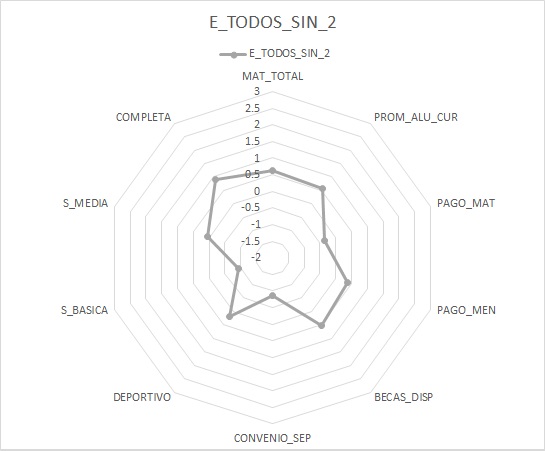 E_TODOS_SIN_2
E_TODOS_SIN_2
MAT_TOTAL
3
2.5
2
1.5
1
0.5
0
-0.5
-1
-1.5
-2
COMPLETA
PROM_ALU_CUR
S_MEDIA
PAGO_MAT
S_BASICA
PAGO_MEN
DEPORTIVO
BECAS_DISP
CONVENIO_SEP